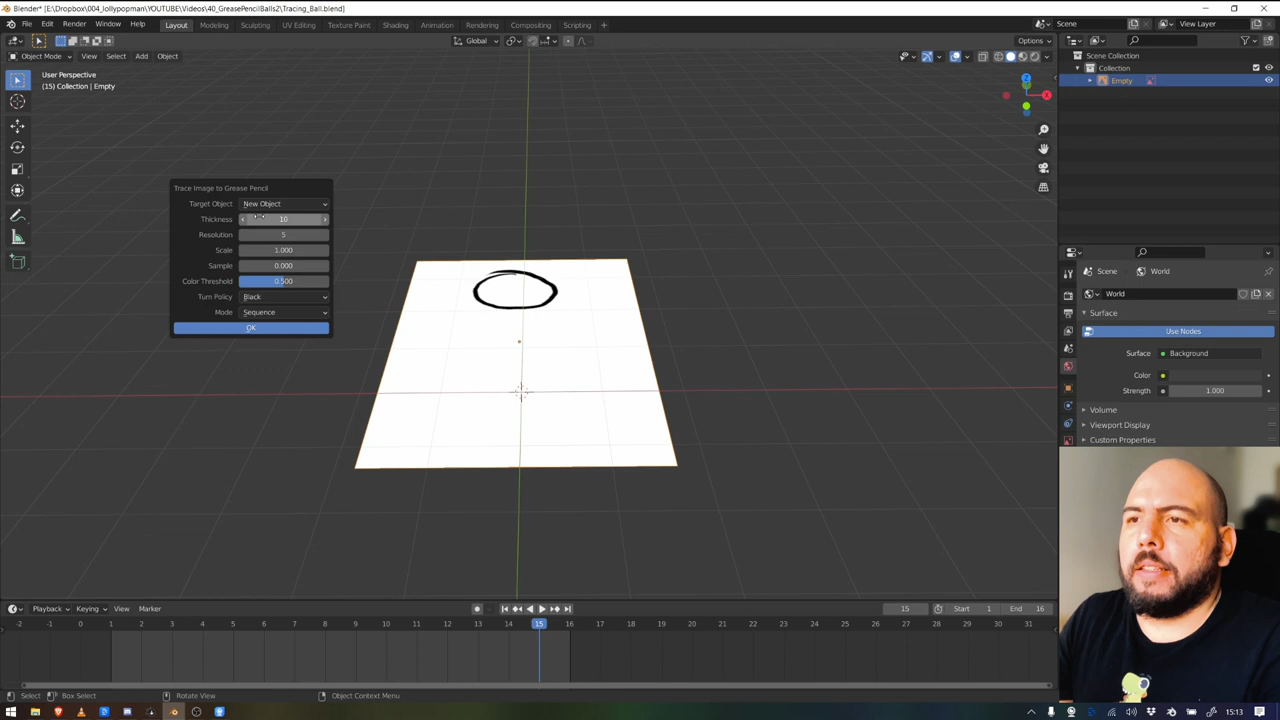 Blender* [E:\Dropbox\004_Jollypopman\YOUTUBE\Videos\40_GreasePencilBalls2\Tracing_Ball.blend]
File Edit Render Window Help Layout Modeling Sculpting UV Editing Texture Paint Shading Animation Rendering Compositing Scripting + Scene View Layer
Global Options
Object Mode View Select Add Object
User Perspective
(15) Collection | Empty
Scene Collection
Collection
Empty
Z
X
Trace Image to Grease Pencil
Target Object New Object
Thickness 10
Resolution 5
Scale 1.000
Sample 0.000
Color Threshold 0.500
Turn Policy Black
Mode Sequence
OK
Scene World
World
Surface
Use Nodes
Surface Background
Color
Strength 1.000
Volume
Viewport Display
Custom Properties
Playback Keying View Marker 15 Start 1 End 16
-2 -1 0 1 2 3 4 5 6 7 8 9 10 11 12 13 14 15 16 17 18 19 20 21 22 23 24 25 26 27 28 29 30 31
Select Box Select Rotate View Object Context Menu
15:13